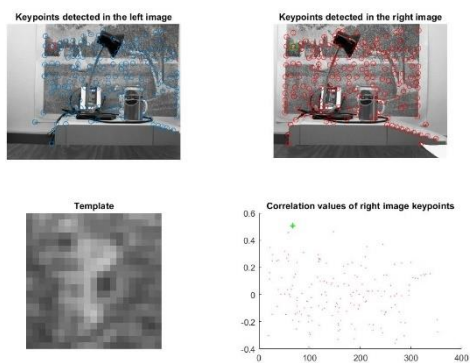 Keypoints detected in the left image
Keypoints detected in the right image
Template
Correlation values of right image keypoints
0.6
0.4
0.2
0
-0.2
-0.4
0 100 200 300 400